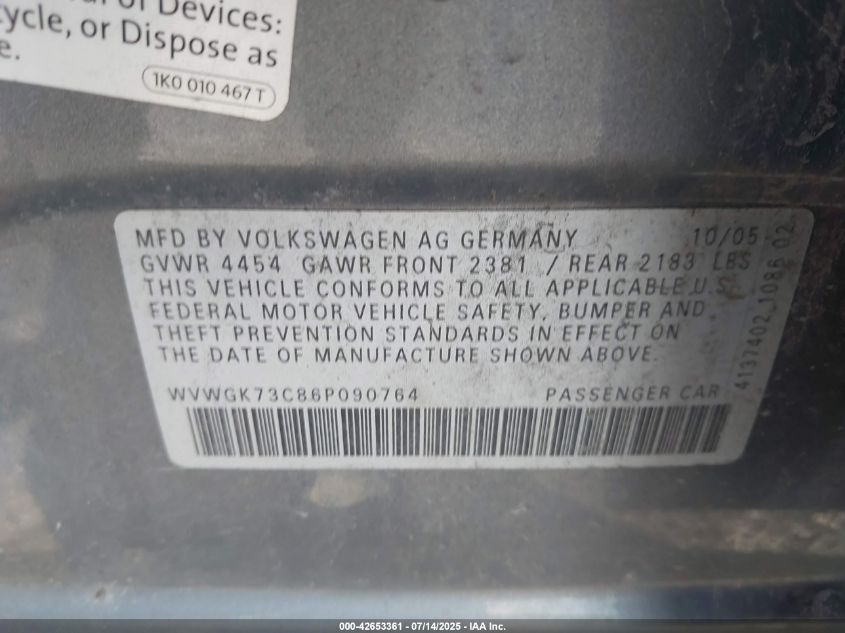 of Devices:
ycle, or Dispose as
e.
1K0 010 467 T
MFD BY VOLKSWAGEN AG GERMANY 10/05
GVWR 4454 GAWR FRONT 2381 / REAR 2183 LBS
THIS VEHICLE CONFORMS TO ALL APPLICABLE U.S.
FEDERAL MOTOR VEHICLE SAFETY, BUMPER AND
THEFT PREVENTION STANDARDS IN EFFECT ON
THE DATE OF MANUFACTURE SHOWN ABOVE.
WVWGK73C86P090764 PASSENGER CAR
4137402 1086 02
000-42653361 - 07/14/2025 - IAA Inc.